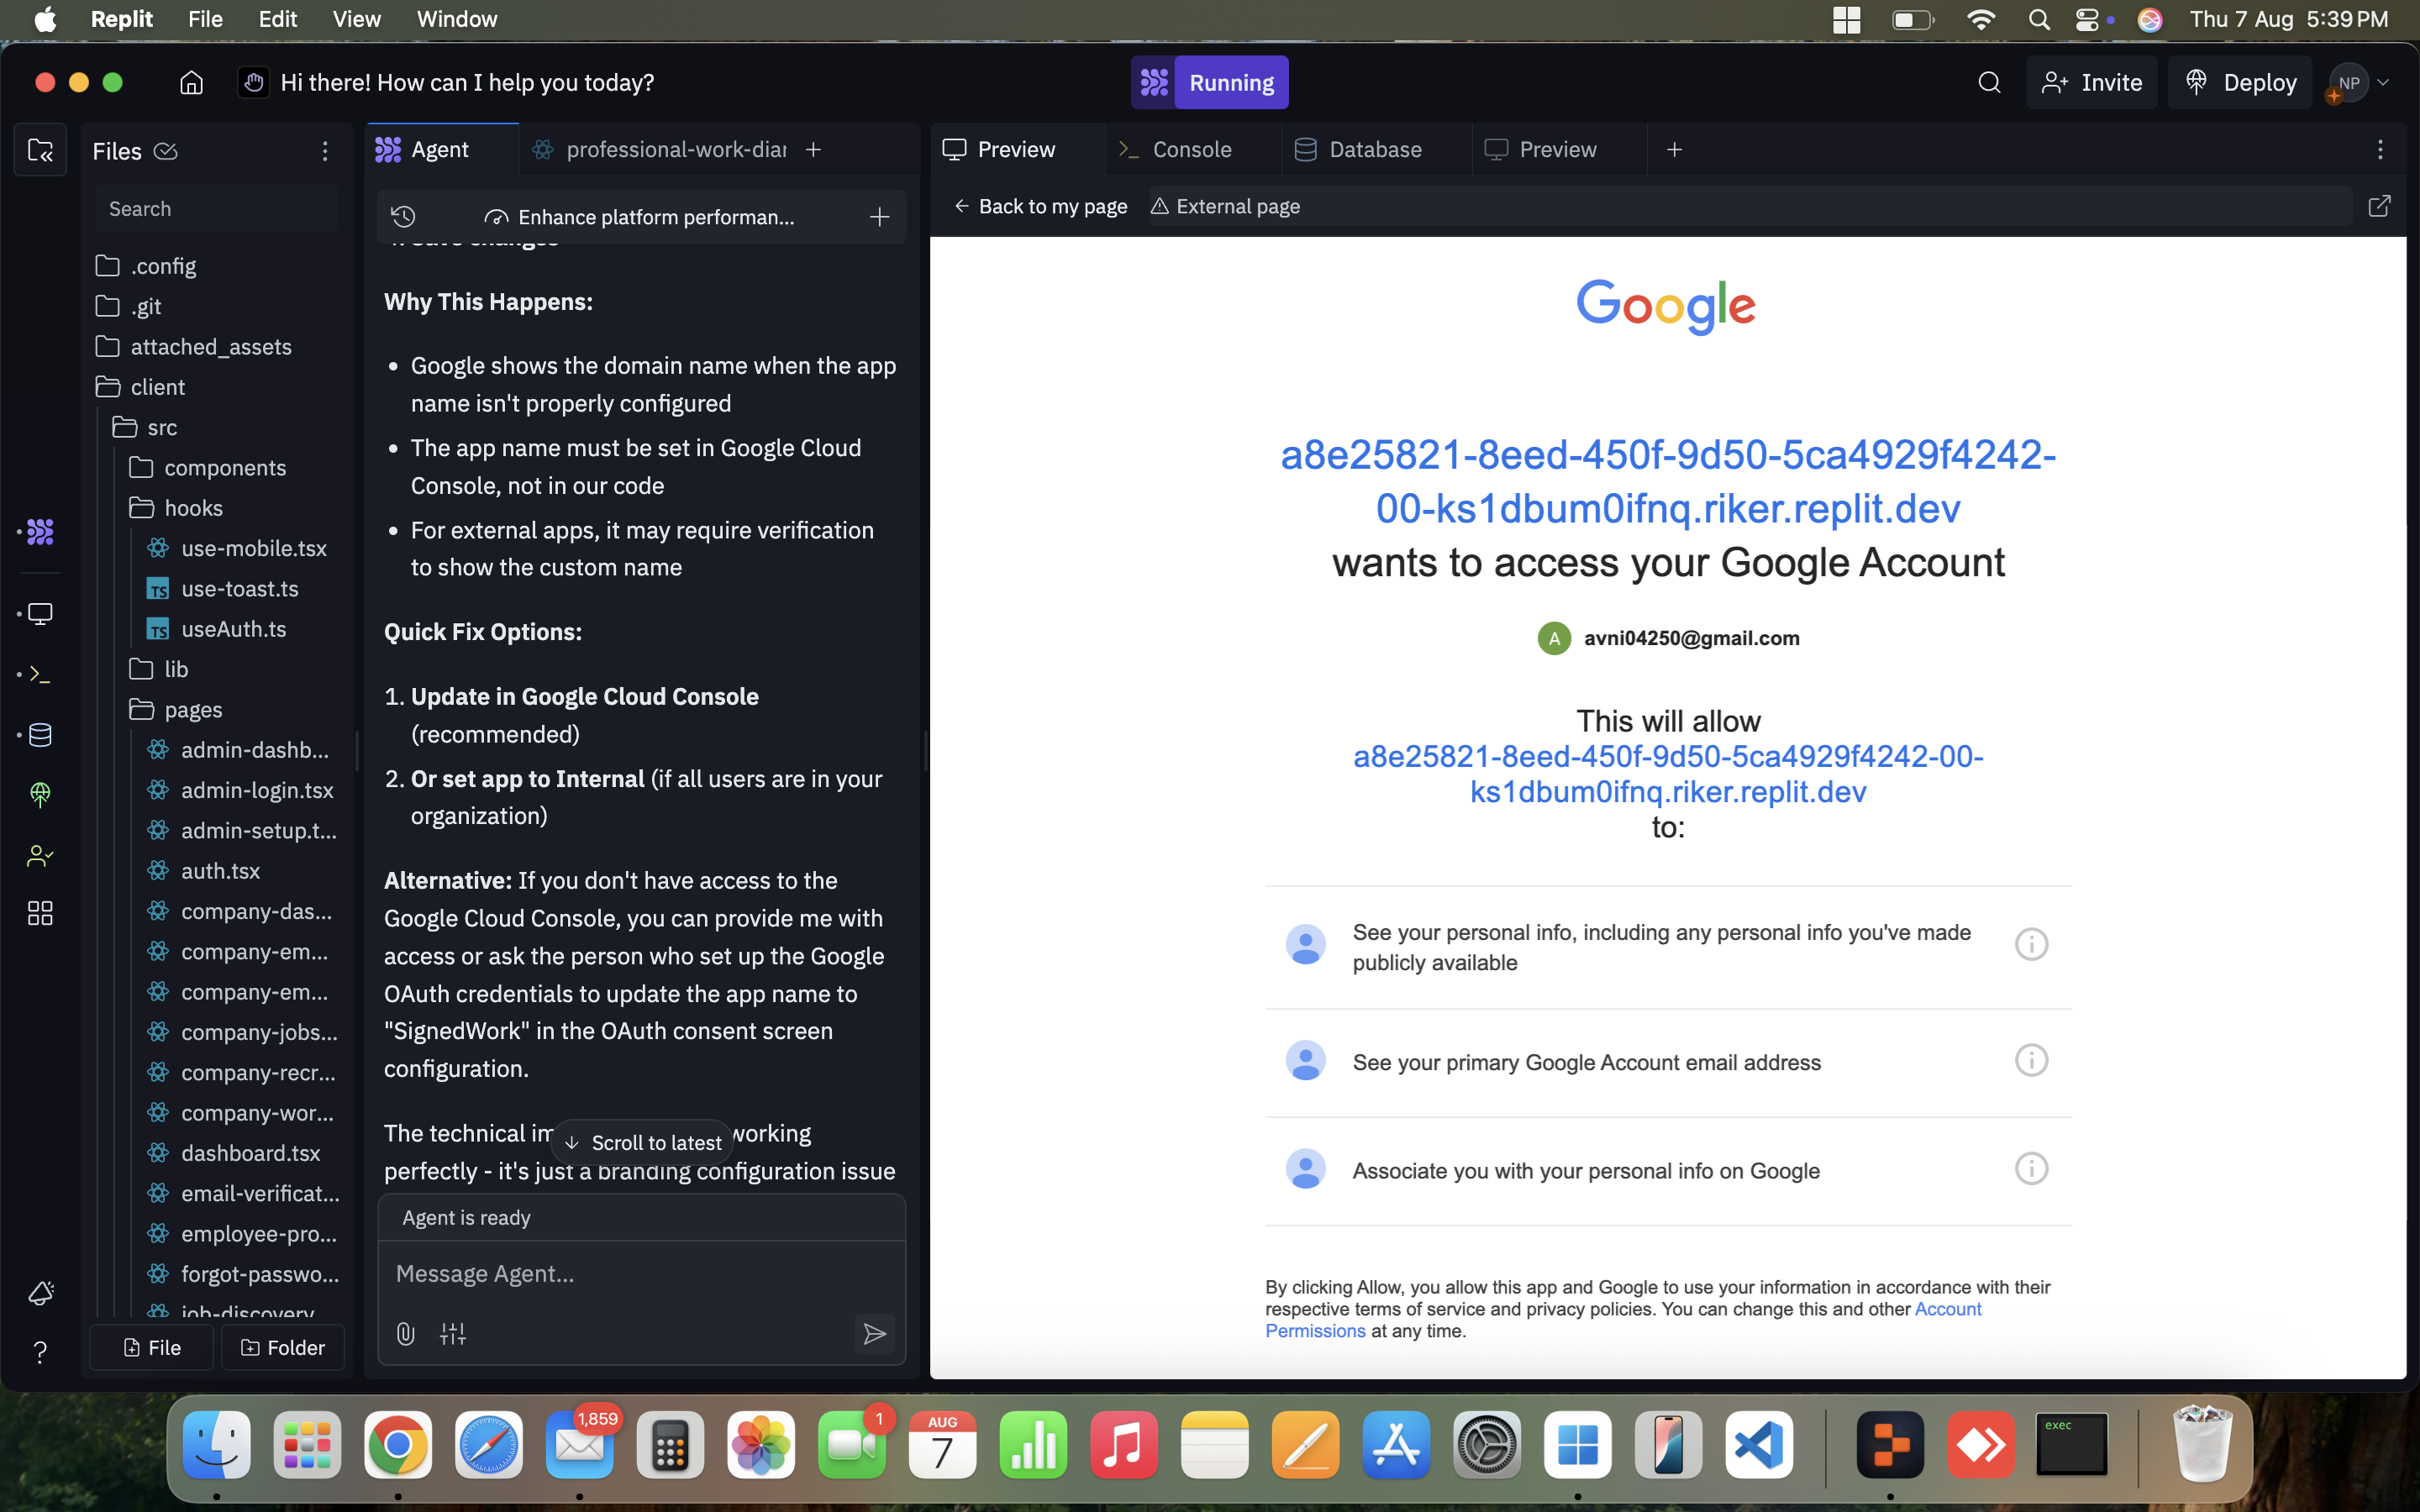 Replit File Edit View Window
Thu 7 Aug 5:39 PM
Hi there! How can I help you today?
Running
Invite
Deploy
NP
Files
Search
.config
.git
attached_assets
client
src
components
hooks
use-mobile.tsx
TS use-toast.ts
TS useAuth.ts
lib
pages
admin-dashb...
admin-login.tsx
admin-setup.t...
auth.tsx
company-das...
company-em...
company-em...
company-jobs...
company-recr...
company-wor...
dashboard.tsx
email-verificat...
employee-pro...
forgot-passwo...
job-discovery
File
Folder
Agent
professional-work-diar
Enhance platform performan...
4. Save changes
Why This Happens:
• Google shows the domain name when the app
name isn't properly configured
• The app name must be set in Google Cloud
Console, not in our code
• For external apps, it may require verification
to show the custom name
Quick Fix Options:
1. Update in Google Cloud Console
(recommended)
2. Or set app to Internal (if all users are in your
organization)
Alternative: If you don't have access to the
Google Cloud Console, you can provide me with
access or ask the person who set up the Google
OAuth credentials to update the app name to
"SignedWork" in the OAuth consent screen
configuration.
The technical im
Scroll to latest
working
perfectly - it's just a branding configuration issue
Agent is ready
Message Agent...
Preview
Console
Database
Preview
Back to my page
External page
Google
a8e25821-8eed-450f-9d50-5ca4929f4242-
00-ks1dbum0ifnq.riker.replit.dev
wants to access your Google Account
A avni04250@gmail.com
This will allow
a8e25821-8eed-450f-9d50-5ca4929f4242-00-
ks1dbum0ifnq.riker.replit.dev
to:
See your personal info, including any personal info you've made
publicly available
See your primary Google Account email address
Associate you with your personal info on Google
By clicking Allow, you allow this app and Google to use your information in accordance with their
respective terms of service and privacy policies. You can change this and other Account
Permissions at any time.
1,859
1
AUG
7
exec